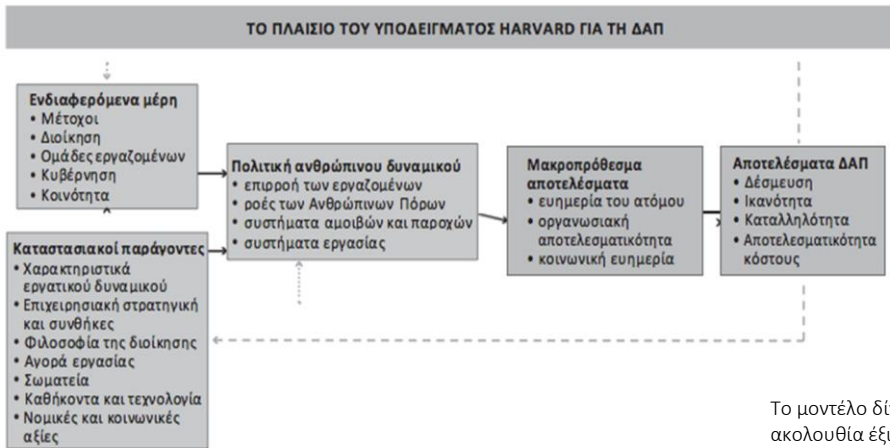 ΤΟ ΠΛΑΙΣΙΟ ΤΟΥ ΥΠΟΔΕΙΓΜΑΤΟΣ HARVARD ΓΙΑ ΤΗ ΔΑΠ
Ενδιαφερόμενα μέρη
• Μέτοχοι
• Διοίκηση
• Ομάδες εργαζομένων
• Κυβέρνηση
• Κοινότητα
Καταστασιακοί παράγοντες
• Χαρακτηριστικά
εργατικού δυναμικού
• Επιχειρησιακή στρατηγική
και συνθήκες
• Φιλοσοφία της διοίκησης
• Αγορά εργασίας
• Σωματεία
• Καθήκοντα και τεχνολογία
• Νομικές και κοινωνικές
αξίες
Πολιτική ανθρώπινου δυναμικού
• επιρροή των εργαζομένων
• ροές των Ανθρώπινων Πόρων
• συστήματα αμοιβών και παροχών
• συστήματα εργασίας
Μακροπρόθεσμα
αποτελέσματα
• ευημερία του ατόμου
• οργανωσιακή
αποτελεσματικότητα
• κοινωνική ευημερία
Αποτελέσματα ΔΑΠ
• Δέσμευση
• Ικανότητα
• Καταλληλότητα
• Αποτελεσματικότητα
κόστους
Το μοντέλο
ακολουθία